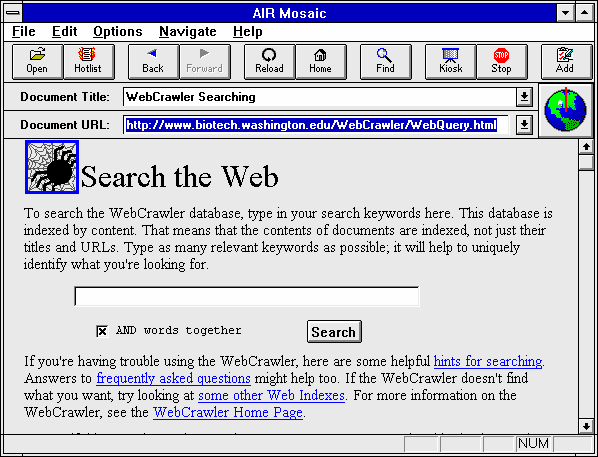 AIR Mosaic
File Edit Options Navigate Help
Open Hotlist Back Forward Reload Home Find Kiosk Stop Add
STOP
Document Title: WebCrawler Searching
Document URL: http://www.biotech.washington.edu/WebCrawler/WebQuery.html
Search the Web
To search the WebCrawler database, type in your search keywords here. This database is
indexed by content. That means that the contents of documents are indexed, not just their
titles and URLs. Type as many relevant keywords as possible; it will help to uniquely
identify what you're looking for.
AND words together Search
If you're having trouble using the WebCrawler, here are some helpful hints for searching.
Answers to frequently asked questions might help too. If the WebCrawler doesn't find
what you want, try looking at some other Web Indexes. For more information on the
WebCrawler, see the WebCrawler Home Page.
NUM